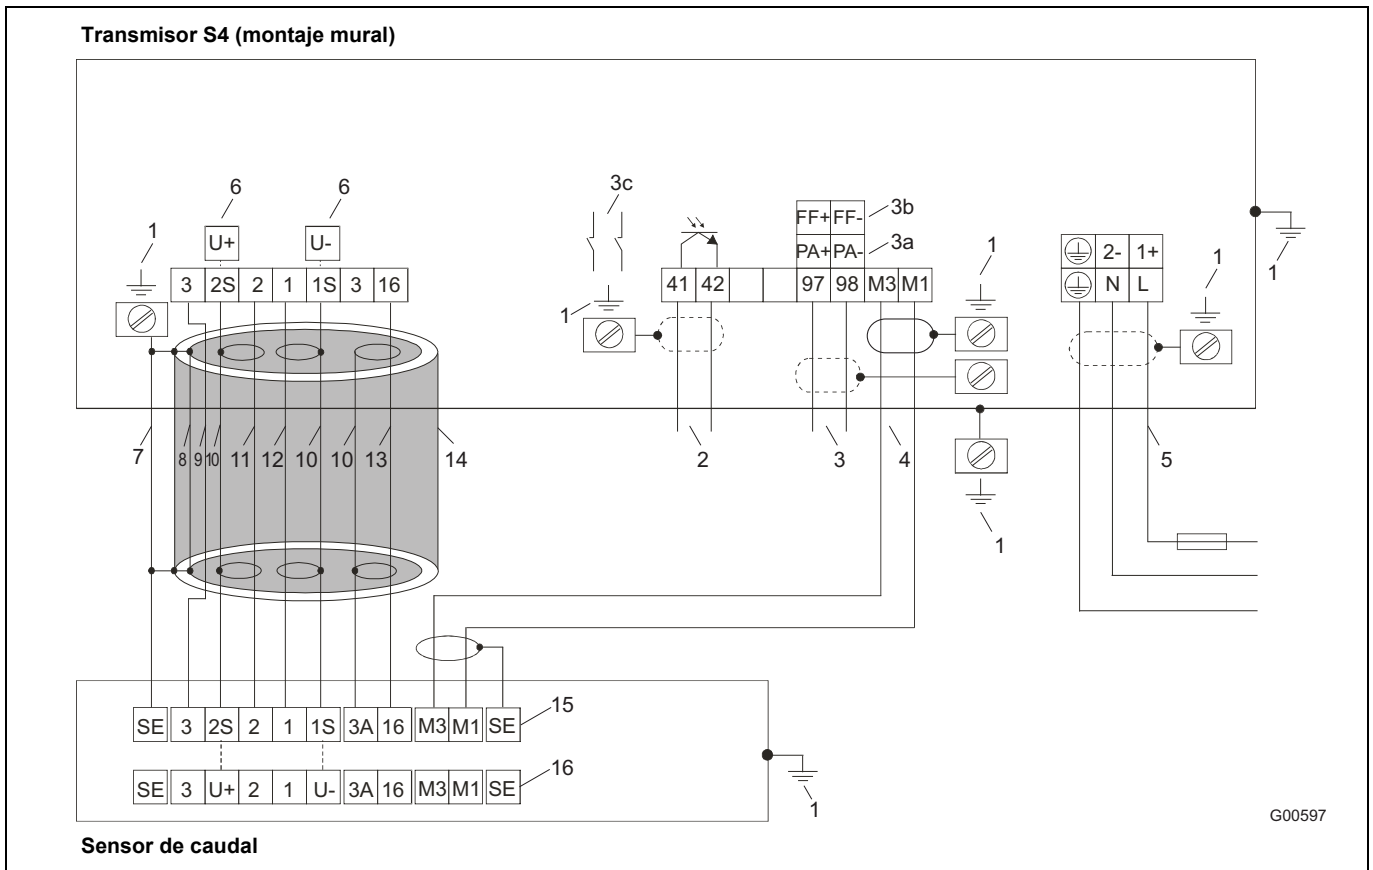 Transmisor S4 (montaje mural)
6 6 3c
FF+ FF- 3b
1 U+ U- PA+ PA- 3a 1 2- 1+ 1 1
3 2S 2 1 1S 3 16 41 42 97 98 M3 M1 N L
1
7 8 9 10 11 12 10 10 13 14 2 3 4 5
1
SE 3 2S 2 1 1S 3A 16 M3 M1 SE 15
SE 3 U+ 2 1 U- 3A 16 M3 M1 SE 16
1
G00597
Sensor de caudal